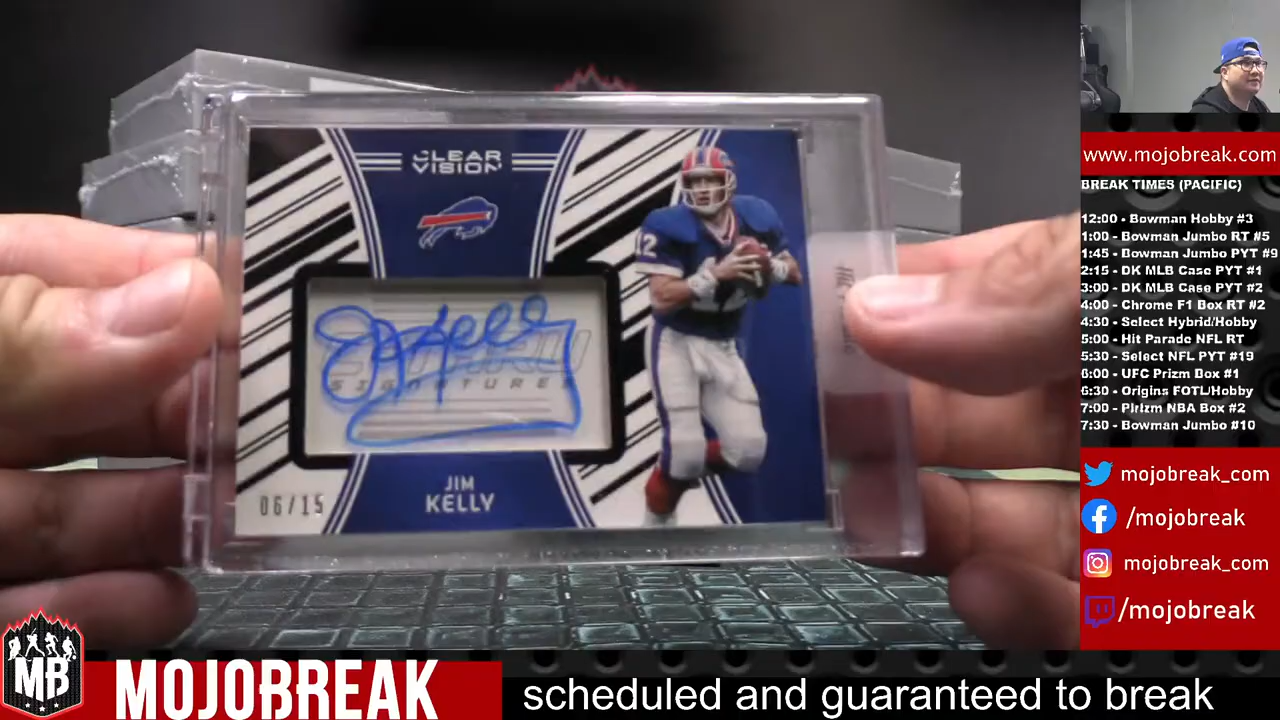 CLEAR
VISION
12
12
SIGNATURES
JIM
KELLY
06/15
www.mojobreak.com
BREAK TIMES (PACIFIC)
12:00 - Bowman Hobby #3
1:00 - Bowman Jumbo RT #5
1:45 - Bowman Jumbo PYT #9
2:15 - DK MLB Case PYT #1
3:00 - DK MLB Case PYT #2
4:00 - Chrome F1 Box RT #2
4:30 - Select Hybrid/Hobby
5:00 - Hit Parade NFL RT
5:30 - Select NFL PYT #19
6:00 - UFC Prizm Box #1
6:30 - Origins FOTL/Hobby
7:00 - Pirizm NBA Box #2
7:30 - Bowman Jumbo #10
mojobreak_com
/mojobreak
mojobreak_com
/mojobreak
MB
MOJOBREAK
scheduled and guaranteed to break